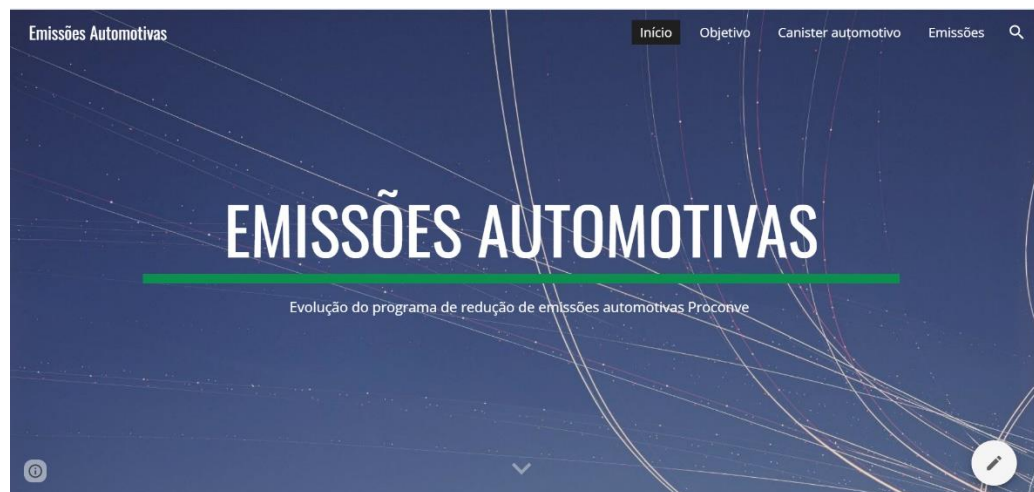 Emissões Automotivas
Início Objetivo Canister automotivo Emissões
EMISSÕES AUTOMOTIVAS
Evolução do programa de redução de emissões automotivas Proconve